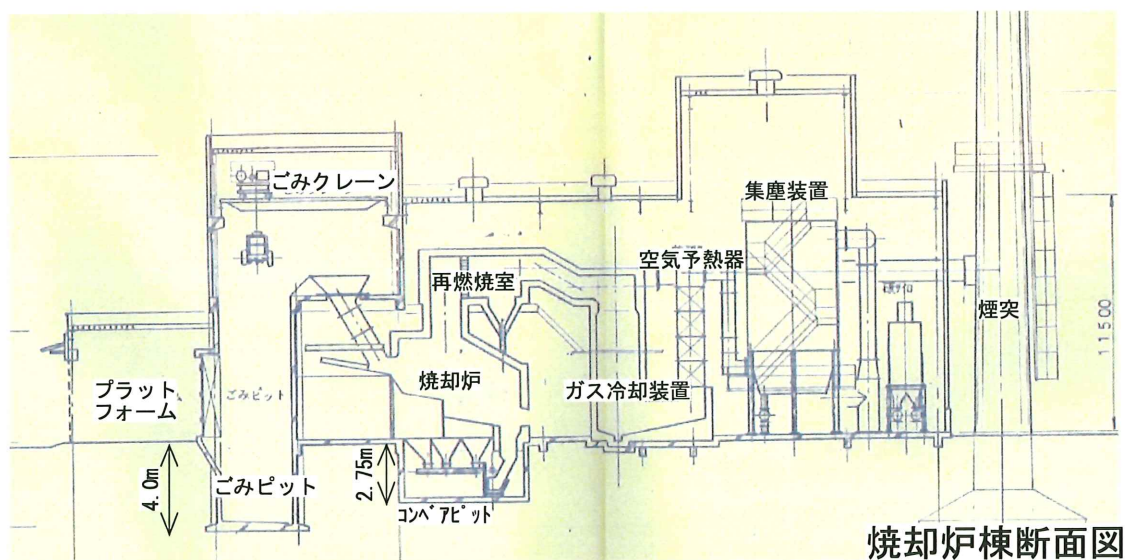 ごみクレーン
集塵装置
空気予熱器
再燃焼室
煙突
11500
焼却炉
ガス冷却装置
プラット
フォーム
ごみピット
4.0m
2.75m
ごみピット
コンベアピット
焼却炉棟断面図